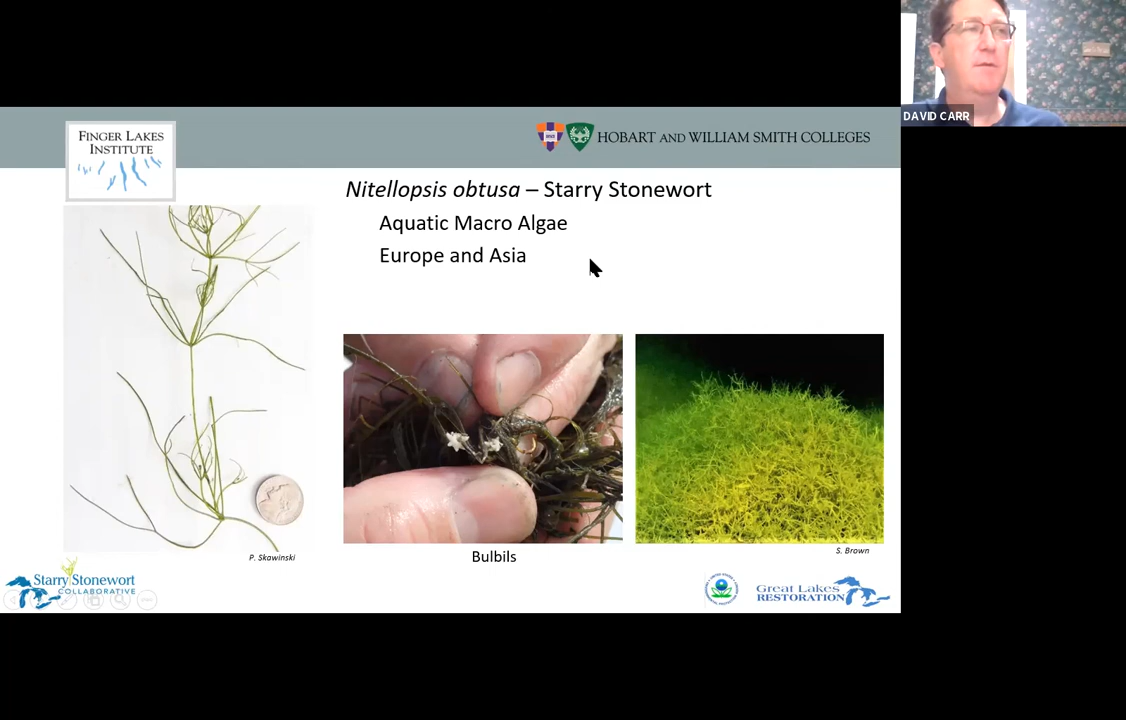 DAVID CARR
FINGER LAKES
INSTITUTE
HOBART AND WILLIAM SMITH COLLEGES
Nitellopsis obtusa – Starry Stonewort
Aquatic Macro Algae
Europe and Asia
P. Skawinski
Bulbils
S. Brown
Starry Stonewort
COLLABORATIVE
Great Lakes
RESTORATION